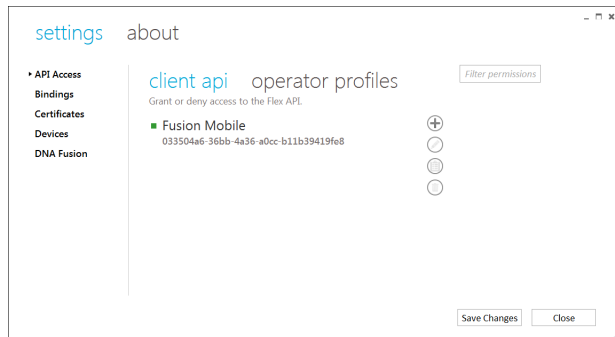 settings about
API Access
Bindings
Certificates
Devices
DNA Fusion
client api operator profiles
Filter permissions
Grant or deny access to the Flex API.
Fusion Mobile
033504a6-36bb-4a36-a0cc-b11b39419fe8
Save Changes
Close